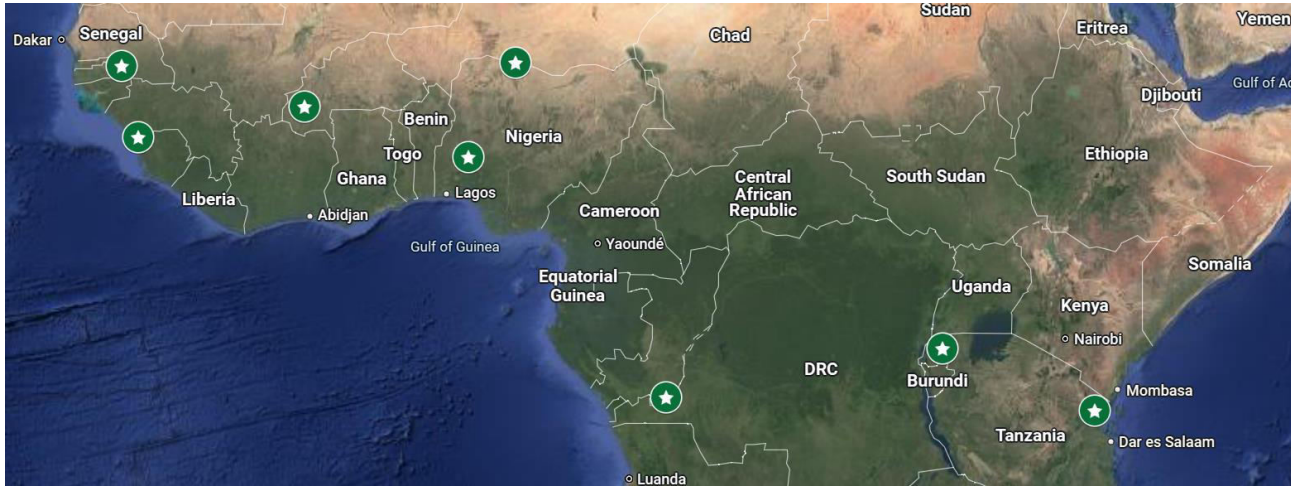 Sudan
Yemen
Senegal
Dakar
Chad
Eritrea
Gulf of A
Djibouti
Benin
Nigeria
Togo
Ghana
Ethiopia
Central
African
Republic
South Sudan
Liberia
Lagos
Abidjan
Cameroon
Gulf of Guinea
Yaoundé
Equatorial
Guinea
Somalia
Uganda
Kenya
Nairobi
DRC
Burundi
Mombasa
Tanzania
Dar es Salaam
Luanda